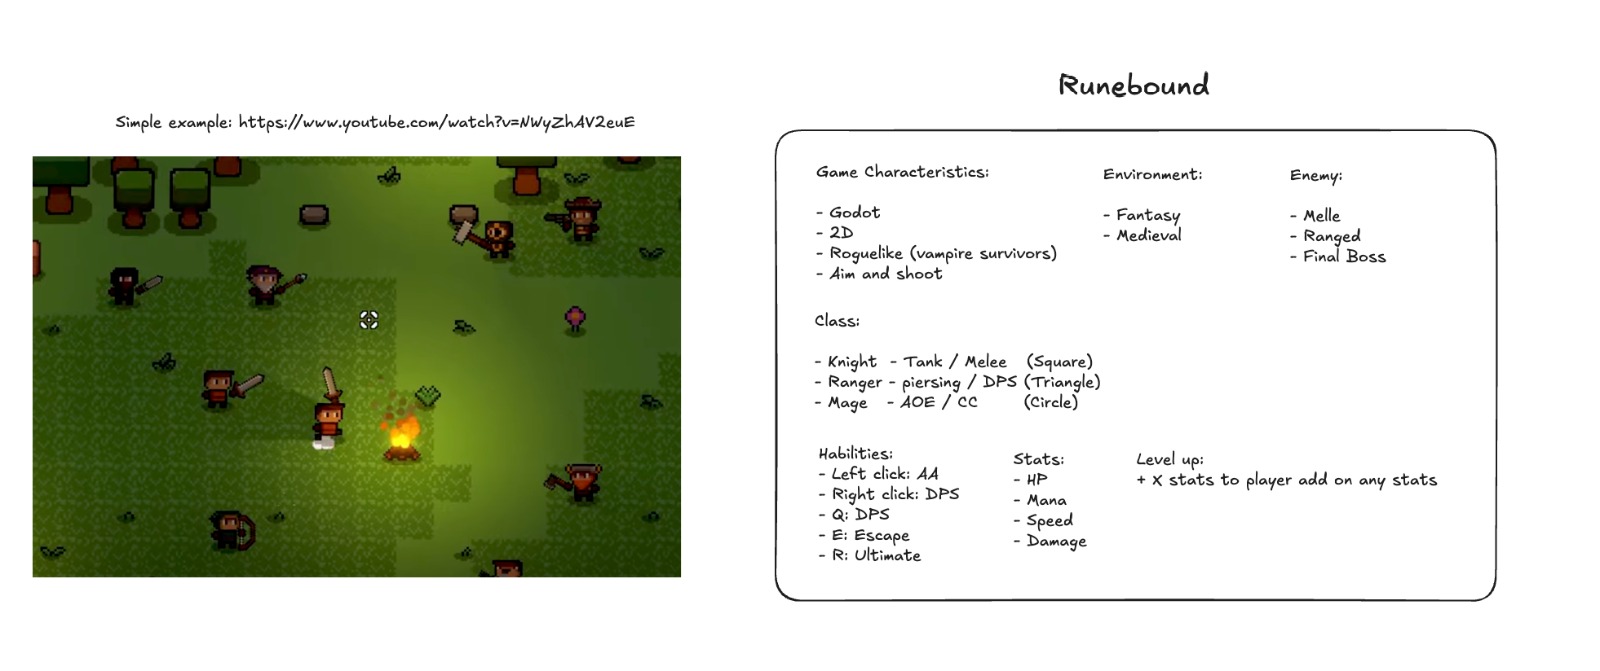 Simple example: https://www.youtube.com/watch?v=NWyZhAV2euE
Runebound
Game Characteristics:
- Godot
- 2D
- Roguelike (vampire survivors)
- Aim and shoot
Environment:
- Fantasy
- Medieval
Enemy:
- Melle
- Ranged
- Final Boss
Class:
- Knight - Tank / Melee (Square)
- Ranger - piersing / DPS (Triangle)
- Mage - AOE / CC (Circle)
Habilities:
- Left click: AA
- Right click: DPS
- Q: DPS
- E: Escape
- R: Ultimate
Stats:
- HP
- Mana
- Speed
- Damage
Level up:
+ X stats to player add on any stats